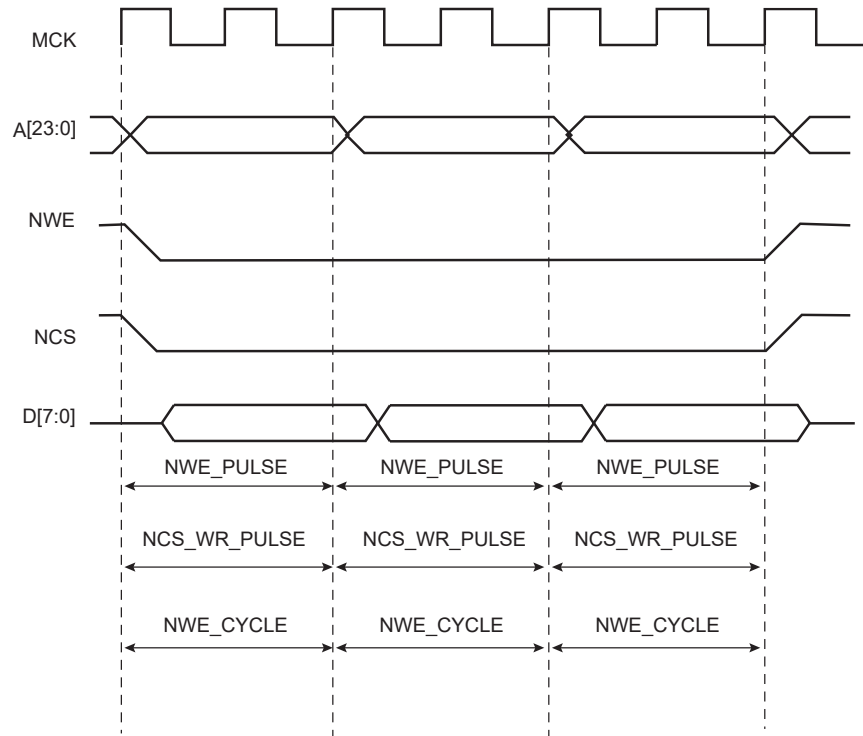 MCK
A[23:0]
NWE
NCS
D[7:0]
NWE_PULSE NWE_PULSE NWE_PULSE
NCS_WR_PULSE NCS_WR_PULSE NCS_WR_PULSE
NWE_CYCLE NWE_CYCLE NWE_CYCLE